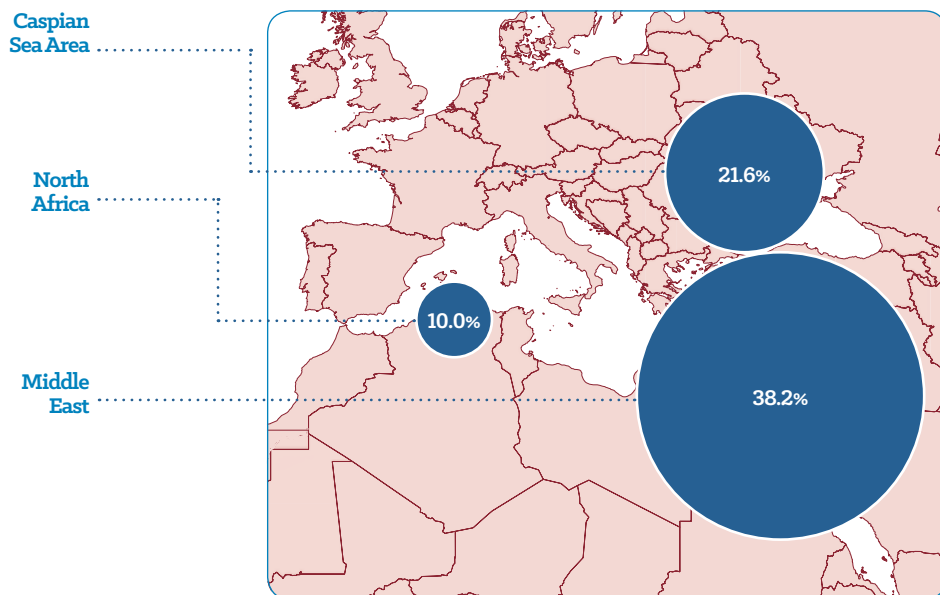 Caspian
Sea Area
21.6%
North
Africa
10.0%
Middle
East
38.2%